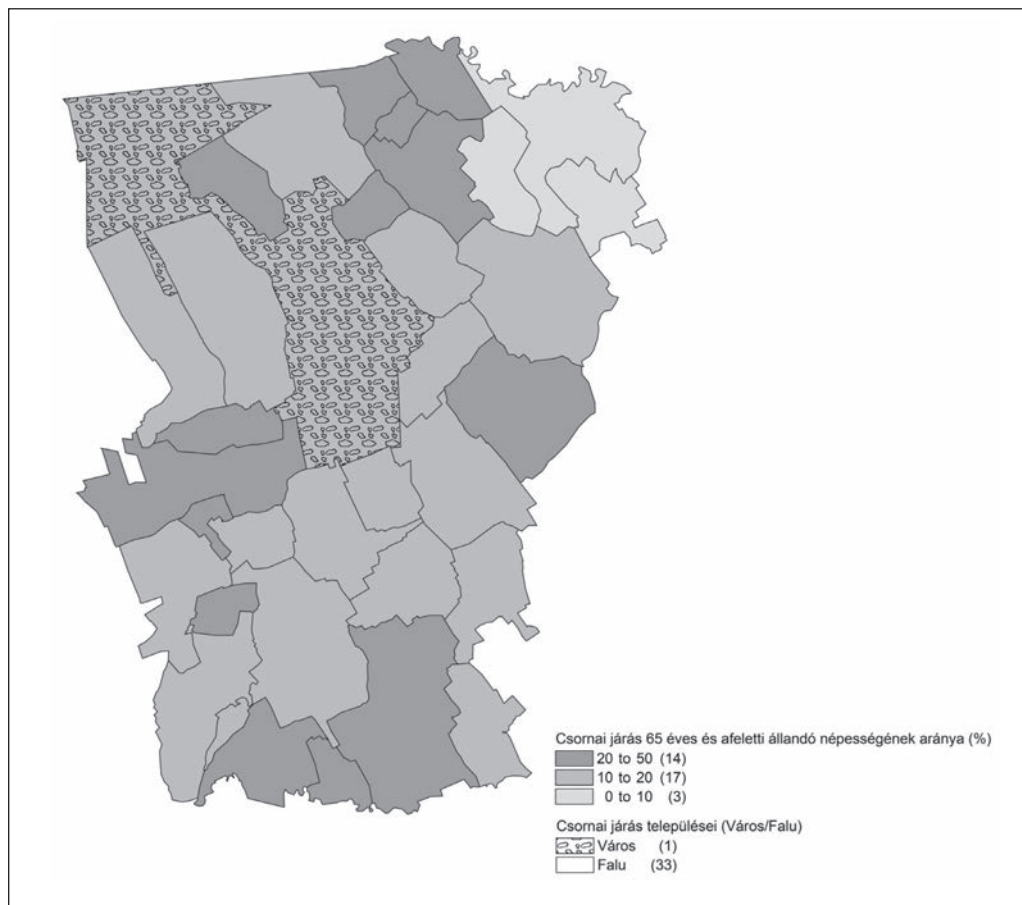 Csornai járás 65 éves és afeletti állandó népességének aránya (%)
20 to 50 (14)
10 to 20 (17)
0 to 10 (3)
Csornai járás települései (Város/Falu)
Város (1)
Falu (33)